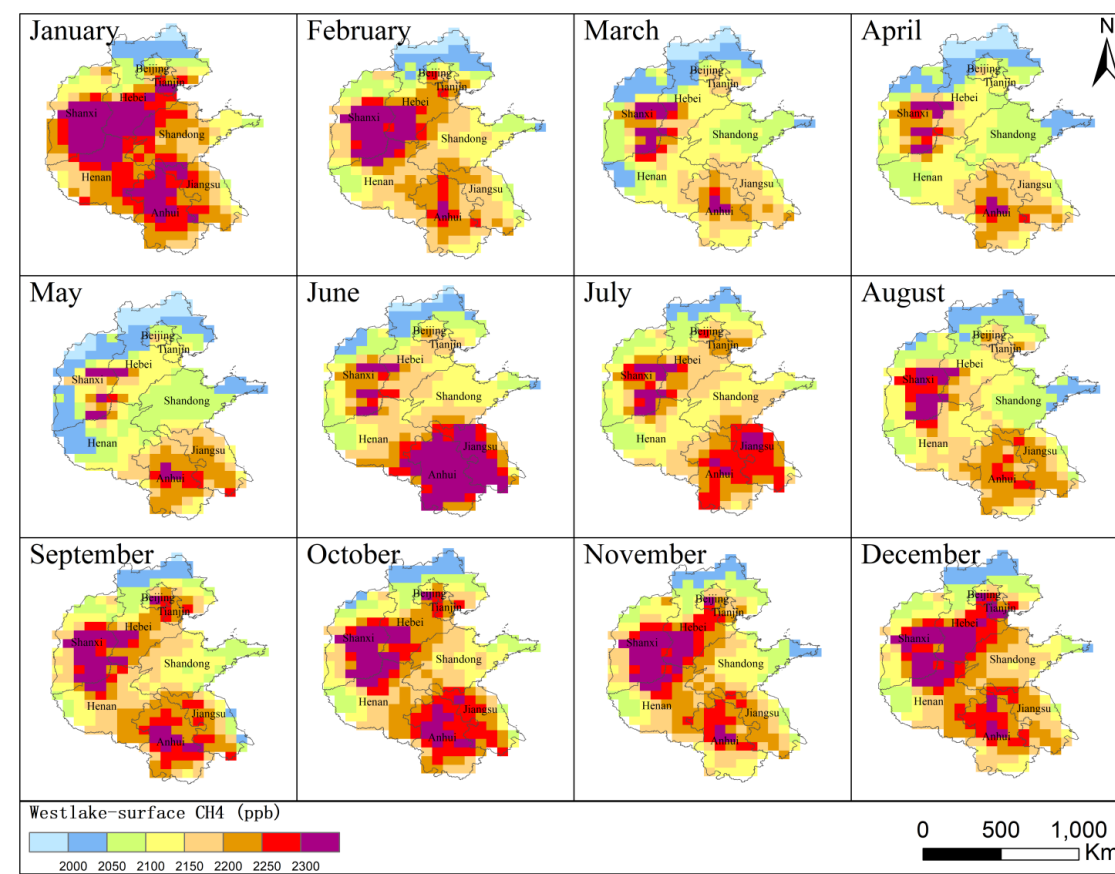 January
Beijing
Tianjin
Hebei
Shanxi
Shandong
Henan
Jiangsu
Anhui
February
Beijing
Tianjin
Hebei
Shanxi
Shandong
Henan
Jiangsu
Anhui
March
Beijing
Tianjin
Hebei
Shanxi
Shandong
Henan
Jiangsu
Anhui
April
N
Beijing
Tianjin
Hebei
Shanxi
Shandong
Henan
Jiangsu
Anhui
May
Beijing
Tianjin
Hebei
Shanxi
Shandong
Henan
Jiangsu
Anhui
June
Beijing
Tianjin
Hebei
Shanxi
Shandong
Henan
Jiangsu
Anhui
July
Beijing
Tianjin
Hebei
Shanxi
Shandong
Henan
Jiangsu
Anhui
August
Beijing
Tianjin
Hebei
Shanxi
Shandong
Henan
Jiangsu
Anhui
September
Beijing
Tianjin
Hebei
Shanxi
Shandong
Henan
Jiangsu
Anhui
October
Beijing
Tianjin
Hebei
Shanxi
Shandong
Henan
Jiangsu
Anhui
November
Beijing
Tianjin
Hebei
Shanxi
Shandong
Henan
Jiangsu
Anhui
December
Beijing
Tianjin
Hebei
Shanxi
Shandong
Henan
Jiangsu
Anhui
Westlake-surface CH4 (ppb)
2000 2050 2100 2150 2200 2250 2300
0 500 1,000
Km